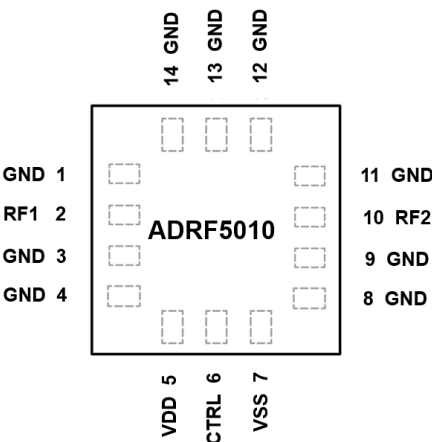 14 GND
13 GND
12 GND
GND 1
RF1 2
GND 3
GND 4
ADRF5010
11 GND
10 RF2
9 GND
8 GND
VDD 5
CTRL 6
VSS 7